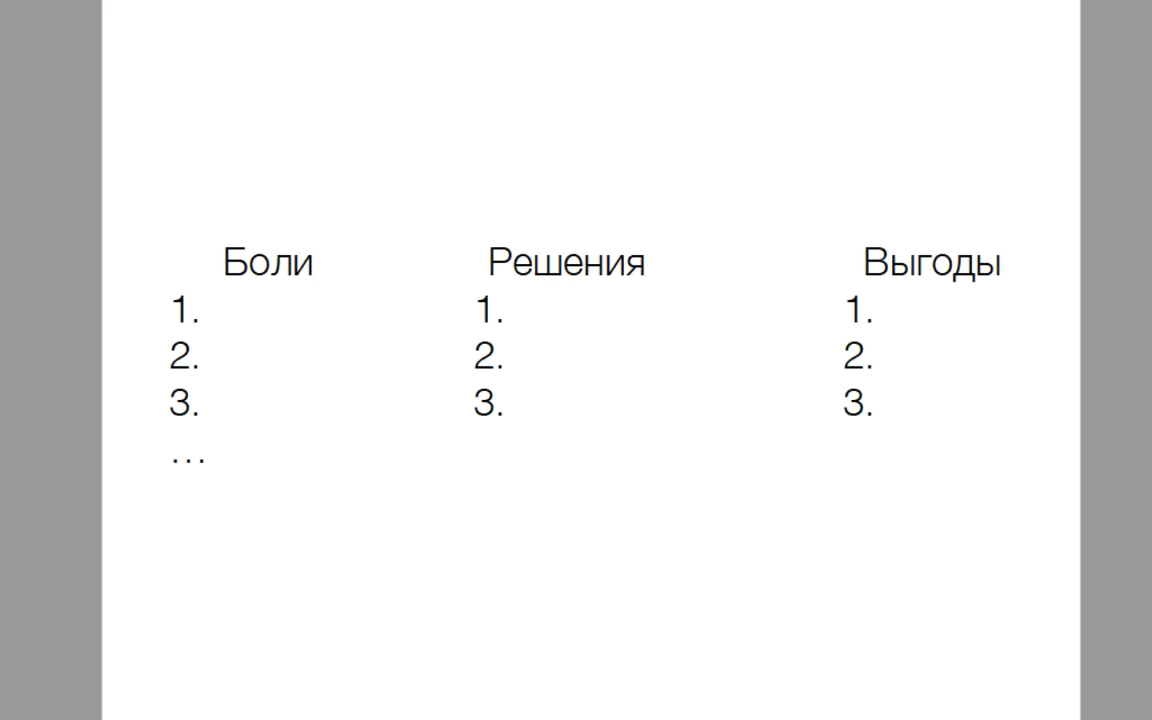 Боли Решения Выгоды
1. 1. 1.
2. 2. 2.
3. 3. 3.
...